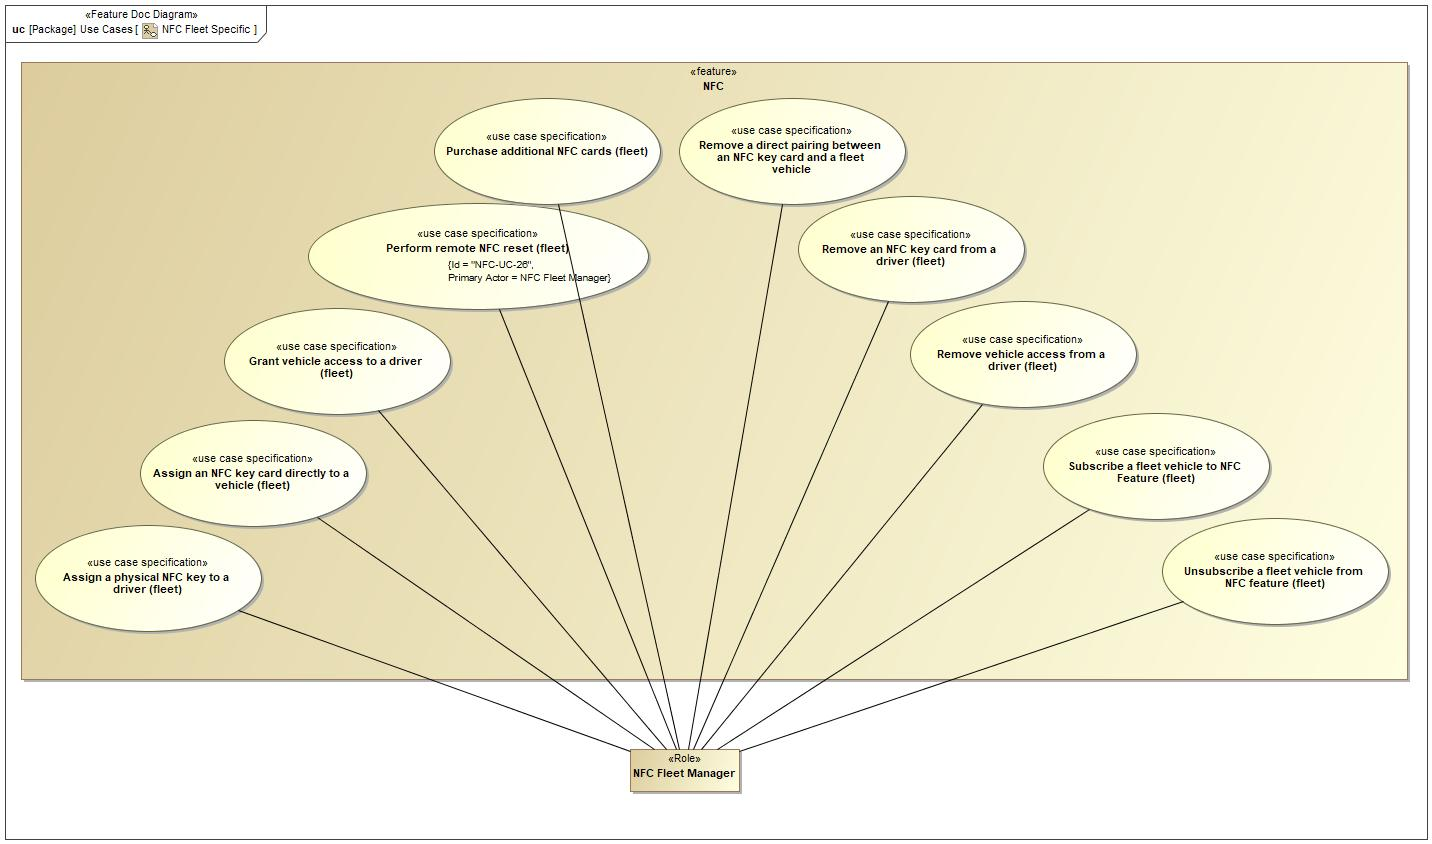 «Feature Doc Diagram»
uc [Package] Use Cases [ NFC Fleet Specific ]
«feature»
NFC
«use case specification»
Purchase additional NFC cards (fleet)
«use case specification»
Remove a direct pairing between
an NFC key card and a fleet
vehicle
«use case specification»
Perform remote NFC reset (fleet)
{Id = "NFC-UC-26",
Primary Actor = NFC Fleet Manager}
«use case specification»
Remove an NFC key card from a
driver (fleet)
«use case specification»
Grant vehicle access to a driver
(fleet)
«use case specification»
Remove vehicle access from a
driver (fleet)
«use case specification»
Assign an NFC key card directly to a
vehicle (fleet)
«use case specification»
Subscribe a fleet vehicle to NFC
Feature (fleet)
«use case specification»
Assign a physical NFC key to a
driver (fleet)
«use case specification»
Unsubscribe a fleet vehicle from
NFC feature (fleet)
«Role»
NFC Fleet Manager